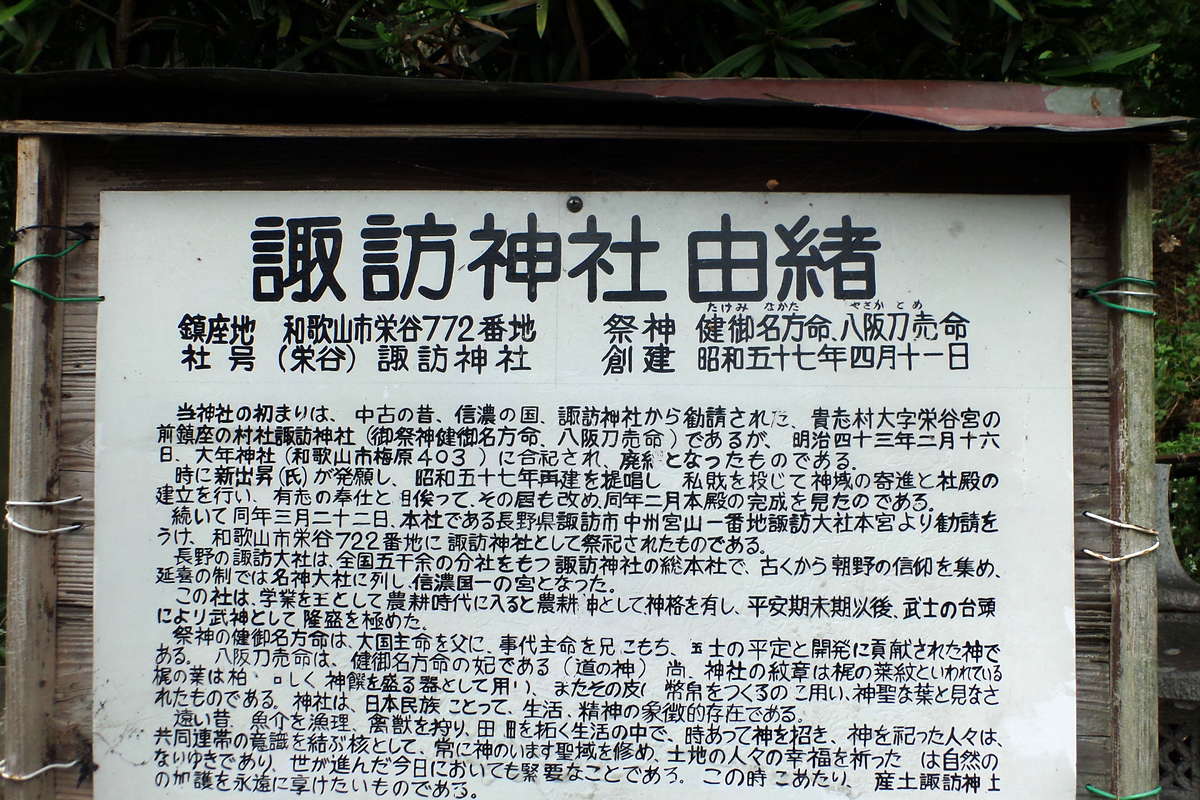 諏訪神社由緒
鎮座地 和歌山市栄谷772番地 祭神 健御名方命、八阪刀売命
たけみ なかた やさか とめ
社号 (栄谷) 諏訪神社 創建 昭和五十七年四月十一日
当神社の初まりは、中古の昔、信濃の国、諏訪神社から勧請された、貴志村大字栄谷宮の
前鎮座の村社諏訪神社(御祭神健御名方命、八阪刀売命)であるが、明治四十三年二月十六
日、大年神社(和歌山市梅原403)に合祀され、廃絶となったものである。
時に新出昇(氏)が発願し、昭和五十七年再建を提唱し、私財を投じて神域の寄進と社殿の
建立を行い、有志の奉仕と相俟って、その居も改め、同年二月本殿の完成を見たのである。
続いて同年三月二十二日、本社である長野県諏訪市中州宮山一番地諏訪大社本宮より勧請を
うけ、和歌山市栄谷722番地に諏訪神社として祭祀されたものである。
長野の諏訪大社は、全国五千余の分社をもつ諏訪神社の総本社で、古くから朝野の信仰を集め、
延喜の制では名神大社に列し、信濃国一の宮となった。
この社は、学業を主として農耕時代に入ると農耕神として神格を有し、平安期末期以後、武士の台頭
により武神として隆盛を極めた。
祭神の健御名方命は、大国主命を父に、事代主命を兄にもち、国土の平定と開発に貢献された神で
ある。八阪刀売命は、健御名方命の妃である(道の神)尚、神社の紋章は梶の葉紋といわれている
梶の葉は柏 しく神饌を盛る器として用い、またその皮 幣帛をつくるの こ用い、神聖な葉と見なさ
れたものである。神社は、日本民族 ことって、生活、精神の象徴的存在である。
遠い昔、魚介を漁理、禽獣を狩り、田畑を拓く生活の中で、時あって神を招き、神を祀った人々は、
共同連帯の意識を結ぶ核として、常に神のいます聖域を修め、土地の人々の幸福を祈った は自然の
ないゆきであり、世が進んだ今日においても緊要なことである。この時 こあたり、産土諏訪神土
の加護を永遠に享けたいものである。